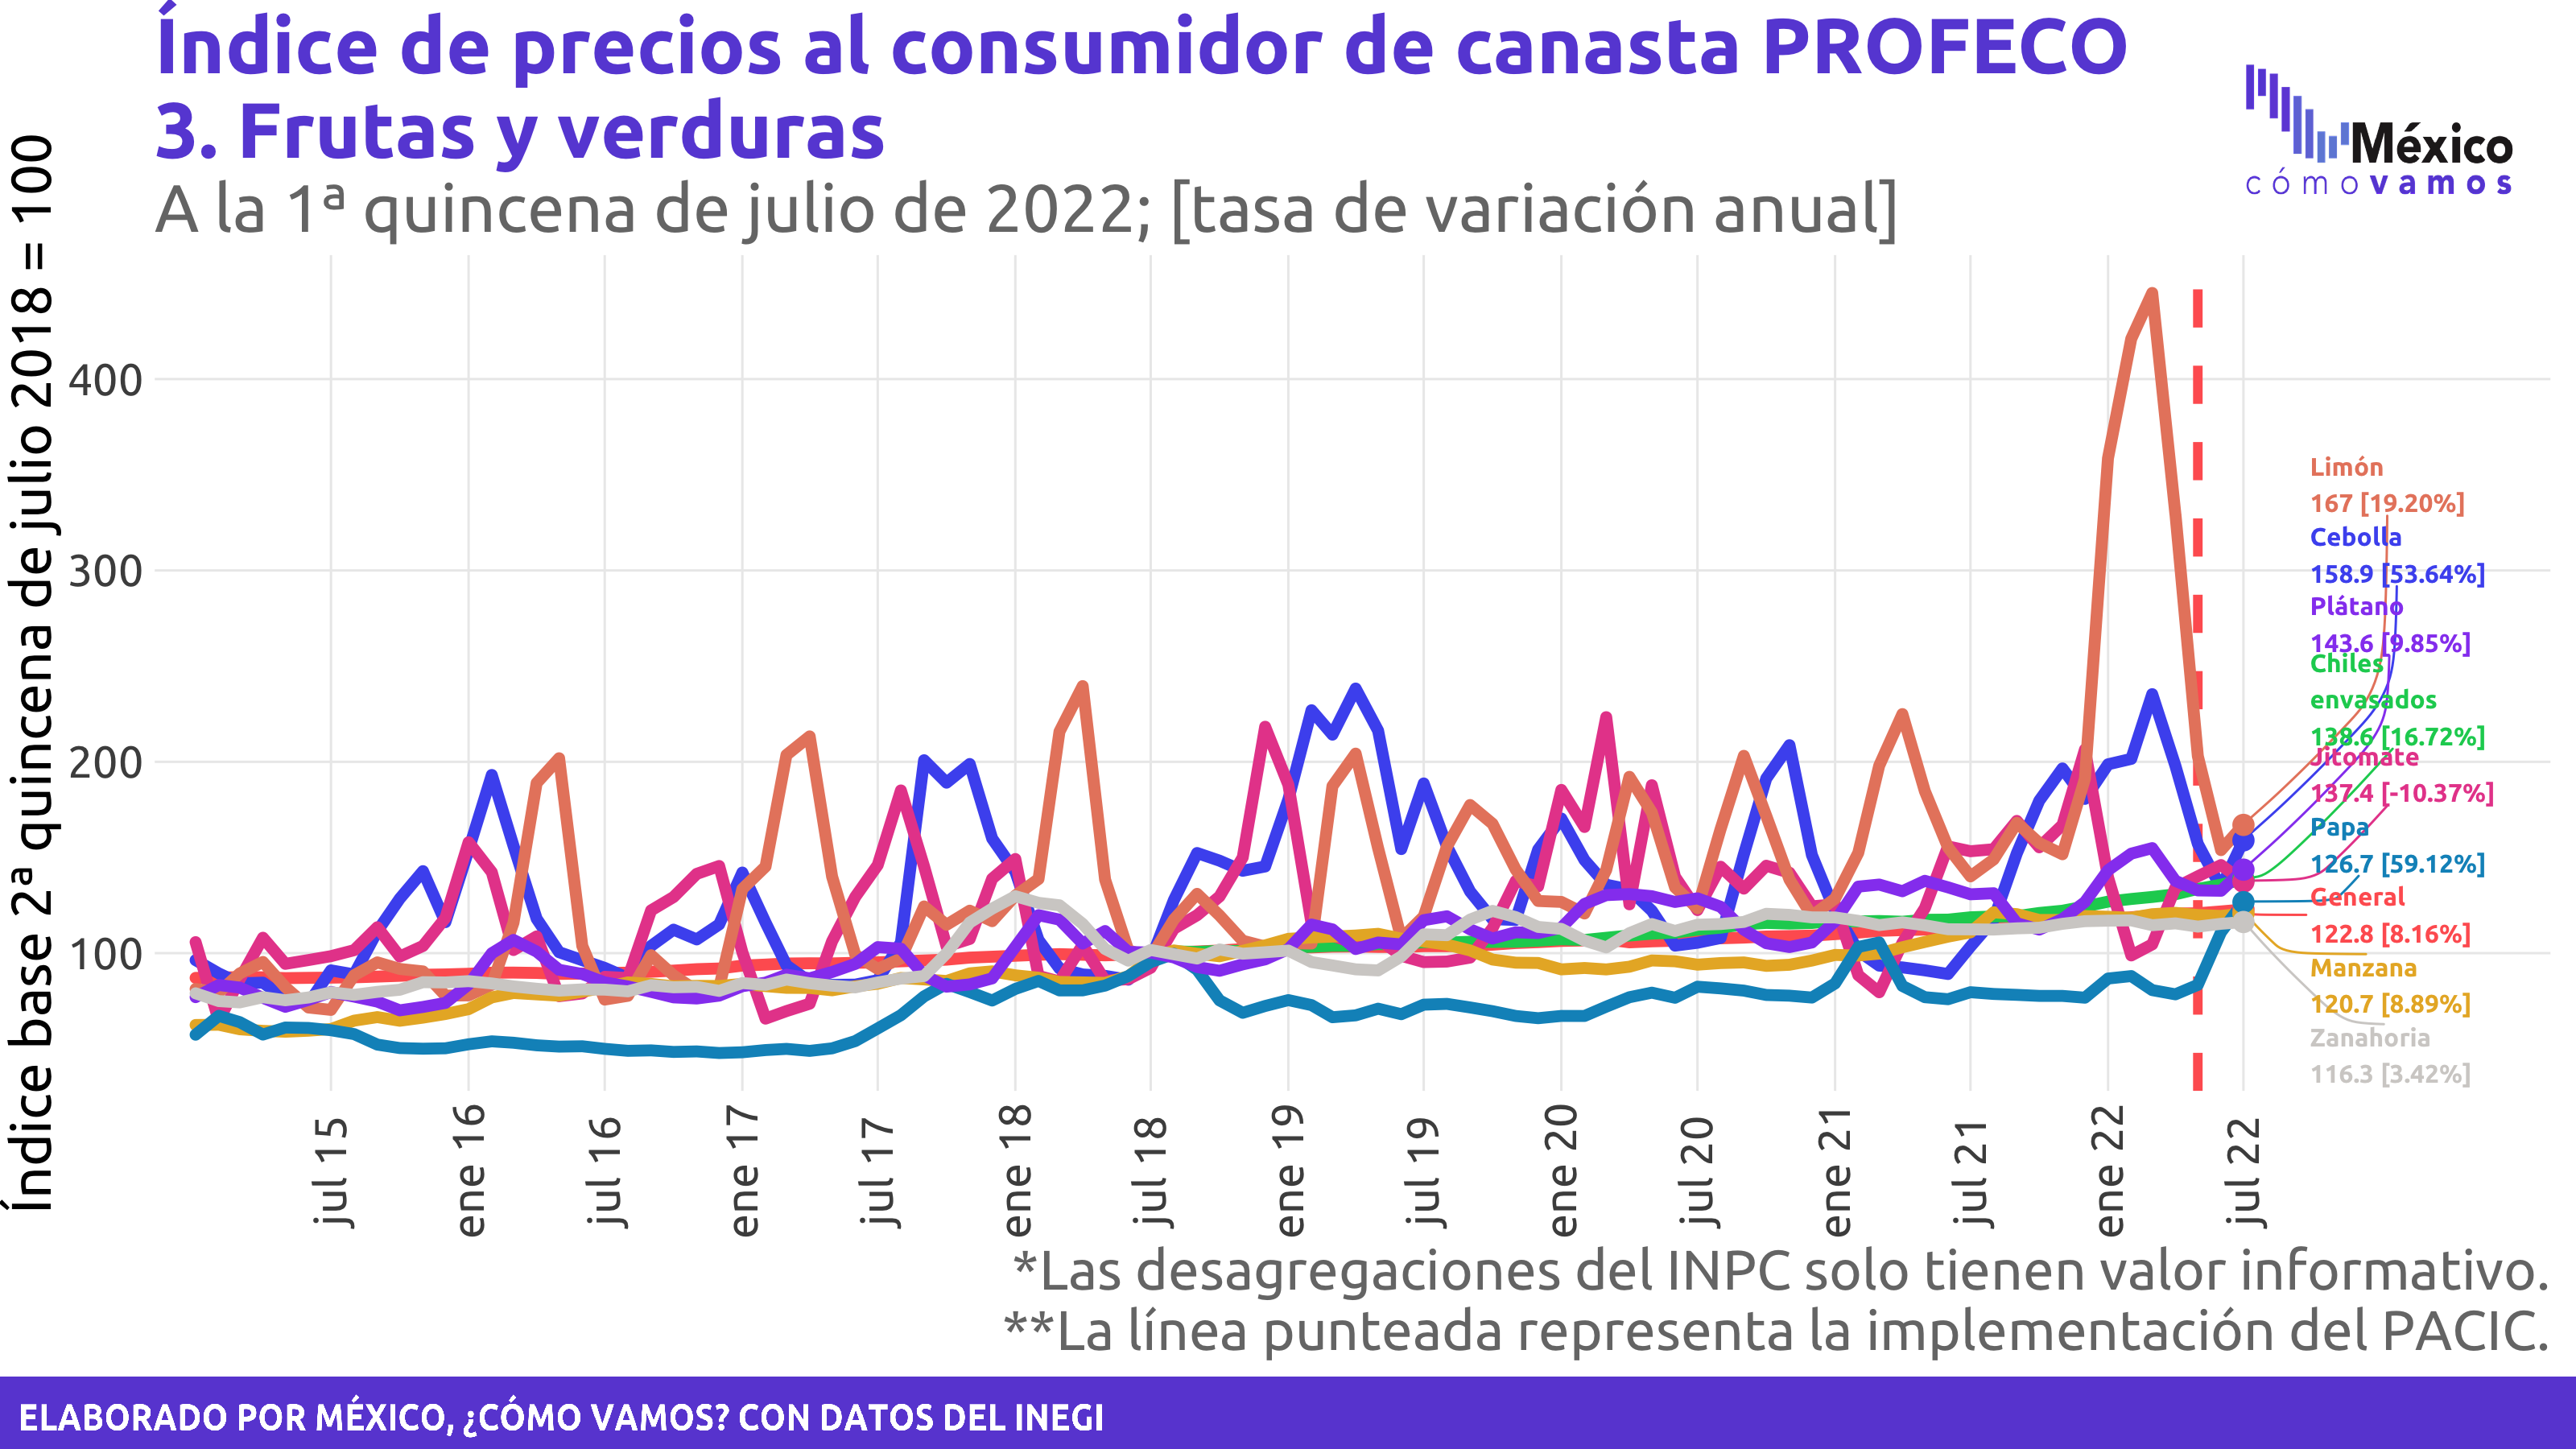 Índice de precios al consumidor de canasta PROFECO
3. Frutas y verduras
A la 1ª quincena de julio de 2022; [tasa de variación anual]
México
cómo vamos
Índice base 2ª quincena de julio 2018 = 100
400
300
200
100
Limón
167 [19.20%]
Cebolla
158.9 [53.64%]
Plátano
143.6 [9.85%]
Chiles
envasados
138.6 [16.72%]
Jitomate
137.4 [-10.37%]
Papa
126.7 [59.12%]
General
122.8 [8.16%]
Manzana
120.7 [8.89%]
Zanahoria
116.3 [3.42%]
jul 15
ene 16
jul 16
ene 17
jul 17
ene 18
jul 18
ene 19
jul 19
ene 20
jul 20
ene 21
jul 21
ene 22
jul 22
*Las desagregaciones del INPC solo tienen valor informativo.
**La línea punteada representa la implementación del PACIC.
ELABORADO POR MÉXICO, ¿CÓMO VAMOS? CON DATOS DEL INEGI